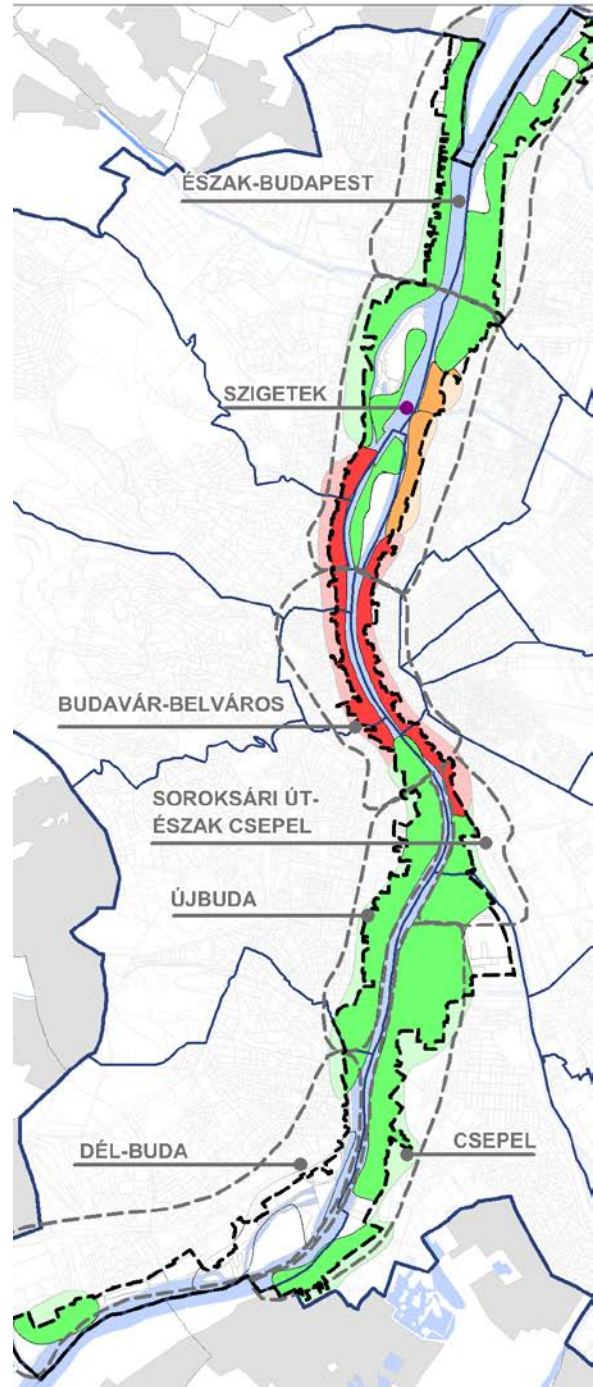 ÉSZAK-BUDAPEST
SZIGETEK
BUDAVÁR-BELVÁROS
SOROKSÁRI ÚT-
ÉSZAK CSEPEL
ÚJBUDA
DÉL-BUDA
CSEPEL